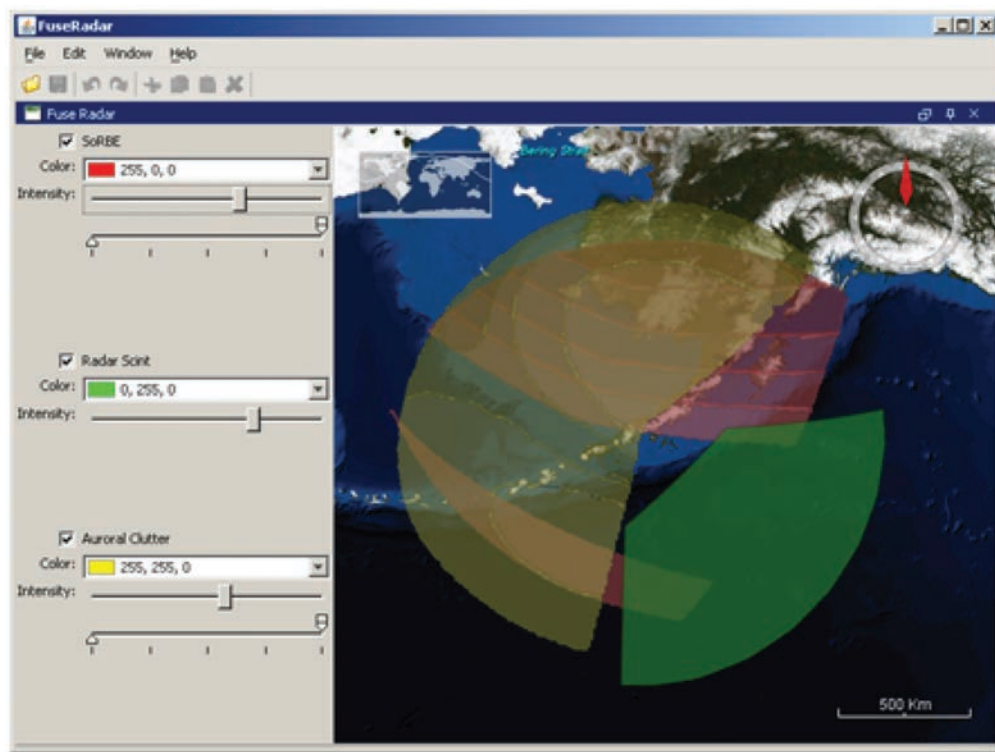 FuseRadar
File Edit Window Help
Fuse Radar
SoRBE
Color: 255, 0, 0
Intensity:
Radar Scint
Color: 0, 255, 0
Intensity:
Auroral Clutter
Color: 255, 255, 0
Intensity:
Bering Strait
500 Km